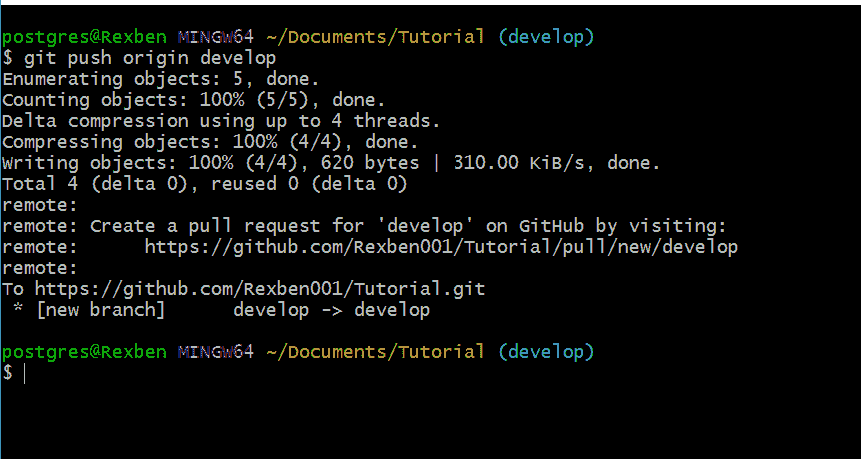 postgres@Rexben MINGW64 ~/Documents/Tutorial (develop)
$ git push origin develop
Enumerating objects: 5, done.
Counting objects: 100% (5/5), done.
Delta compression using up to 4 threads.
Compressing objects: 100% (4/4), done.
Writing objects: 100% (4/4), 620 bytes | 310.00 KiB/s, done.
Total 4 (delta 0), reused 0 (delta 0)
remote:
remote: Create a pull request for 'develop' on GitHub by visiting:
remote:      https://github.com/Rexben001/Tutorial/pull/new/develop
remote:
To https://github.com/Rexben001/Tutorial.git
 * [new branch]      develop -> develop
postgres@Rexben MINGW64 ~/Documents/Tutorial (develop)
$